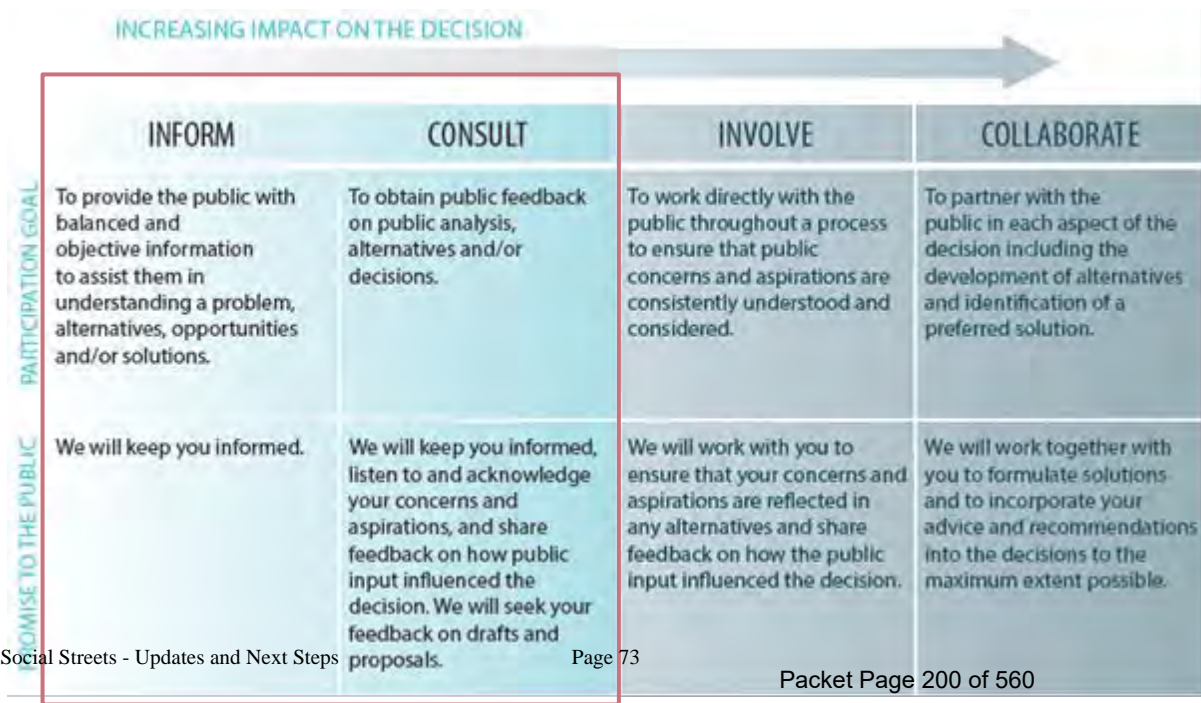 INCREASING IMPACT ON THE DECISION
INFORM
CONSULT
INVOLVE
COLLABORATE
PARTICIPATION GOAL
To provide the public with
balanced and
objective information
to assist them in
understanding a problem,
alternatives, opportunities
and/or solutions.
To obtain public feedback
on public analysis,
alternatives and/or
decisions.
To work directly with the
public throughout a process
to ensure that public
concerns and aspirations are
consistently understood and
considered.
To partner with the
public in each aspect of the
decision including the
development of alternatives
and identification of a
preferred solution.
PROMISE TO THE PUBLIC
We will keep you informed.
We will keep you informed,
listen to and acknowledge
your concerns and
aspirations, and share
feedback on how public
input influenced the
decision. We will seek your
feedback on drafts and
proposals.
We will work with you to
ensure that your concerns and
aspirations are reflected in
any alternatives and share
feedback on how the public
input influenced the decision.
We will work together with
you to formulate solutions
and to incorporate your
advice and recommendations
into the decisions to the
maximum extent possible.
Social Streets - Updates and Next Steps
Page 73
Packet Page 200 of 560